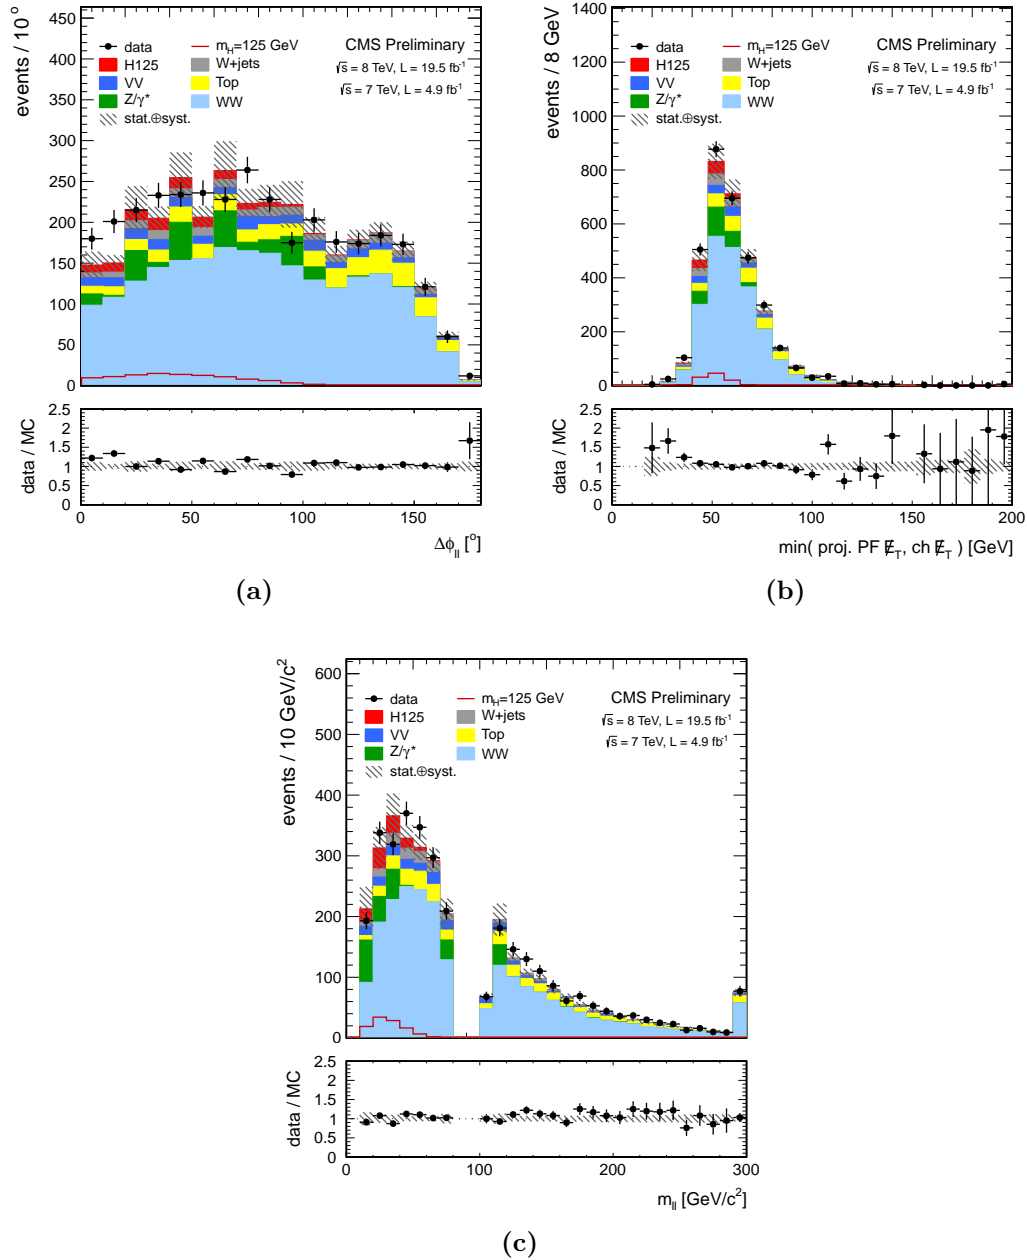 events / 10 °
450
400
350
300
250
200
150
100
50
0
data
H125
VV
Z/γ*
stat.⊕syst.
m_H=125 GeV
W+jets
Top
WW
CMS Preliminary
√s = 8 TeV, L = 19.5 fb⁻¹
√s = 7 TeV, L = 4.9 fb⁻¹
data / MC
2.5
2
1.5
1
0.5
0
0 50 100 150
Δϕ_ll [°]
(a)
events / 8 GeV
1400
1200
1000
800
600
400
200
0
data
H125
VV
Z/γ*
stat.⊕syst.
m_H=125 GeV
W+jets
Top
WW
CMS Preliminary
√s = 8 TeV, L = 19.5 fb⁻¹
√s = 7 TeV, L = 4.9 fb⁻¹
data / MC
2.5
2
1.5
1
0.5
0
0 50 100 150 200
min( proj. PF E̸_T, ch E̸_T ) [GeV]
(b)
events / 10 GeV/c²
600
500
400
300
200
100
0
data
H125
VV
Z/γ*
stat.⊕syst.
m_H=125 GeV
W+jets
Top
WW
CMS Preliminary
√s = 8 TeV, L = 19.5 fb⁻¹
√s = 7 TeV, L = 4.9 fb⁻¹
data / MC
2.5
2
1.5
1
0.5
0
0 100 200 300
m_ll [GeV/c²]
(c)